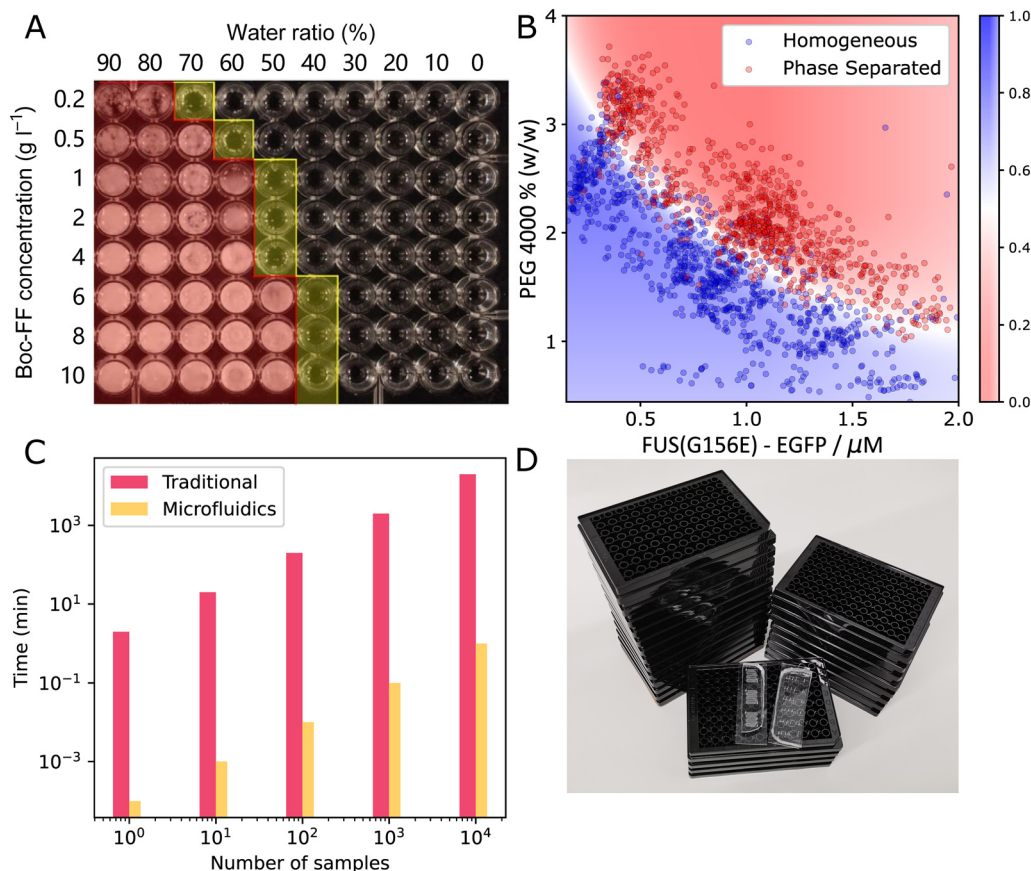 A
Water ratio (%)
90 80 70 60 50 40 30 20 10 0
Boc-FF concentration (g l⁻¹)
0.2
0.5
1
2
4
6
8
10
B
Homogeneous
Phase Separated
PEG 4000 % (w/w)
4
3
2
1
0.5 1.0 1.5 2.0
FUS(G156E) - EGFP / μM
1.0
0.8
0.6
0.4
0.2
0.0
C
Traditional
Microfluidics
Time (min)
10³
10¹
10⁻¹
10⁻³
10⁰ 10¹ 10² 10³ 10⁴
Number of samples
D